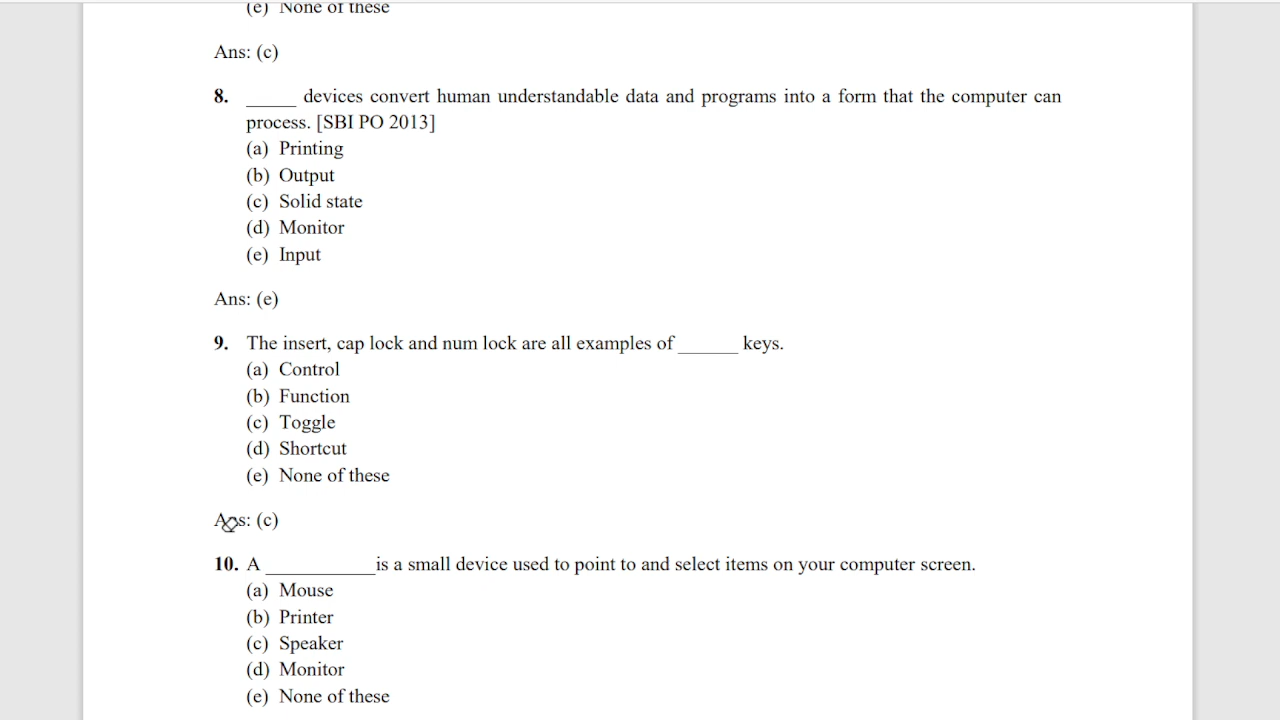 (e) None of these
Ans: (c)
8. _____ devices convert human understandable data and programs into a form that the computer can
process. [SBI PO 2013]
(a) Printing
(b) Output
(c) Solid state
(d) Monitor
(e) Input
Ans: (e)
9. The insert, cap lock and num lock are all examples of ______ keys.
(a) Control
(b) Function
(c) Toggle
(d) Shortcut
(e) None of these
Ans: (c)
10. A ___________is a small device used to point to and select items on your computer screen.
(a) Mouse
(b) Printer
(c) Speaker
(d) Monitor
(e) None of these